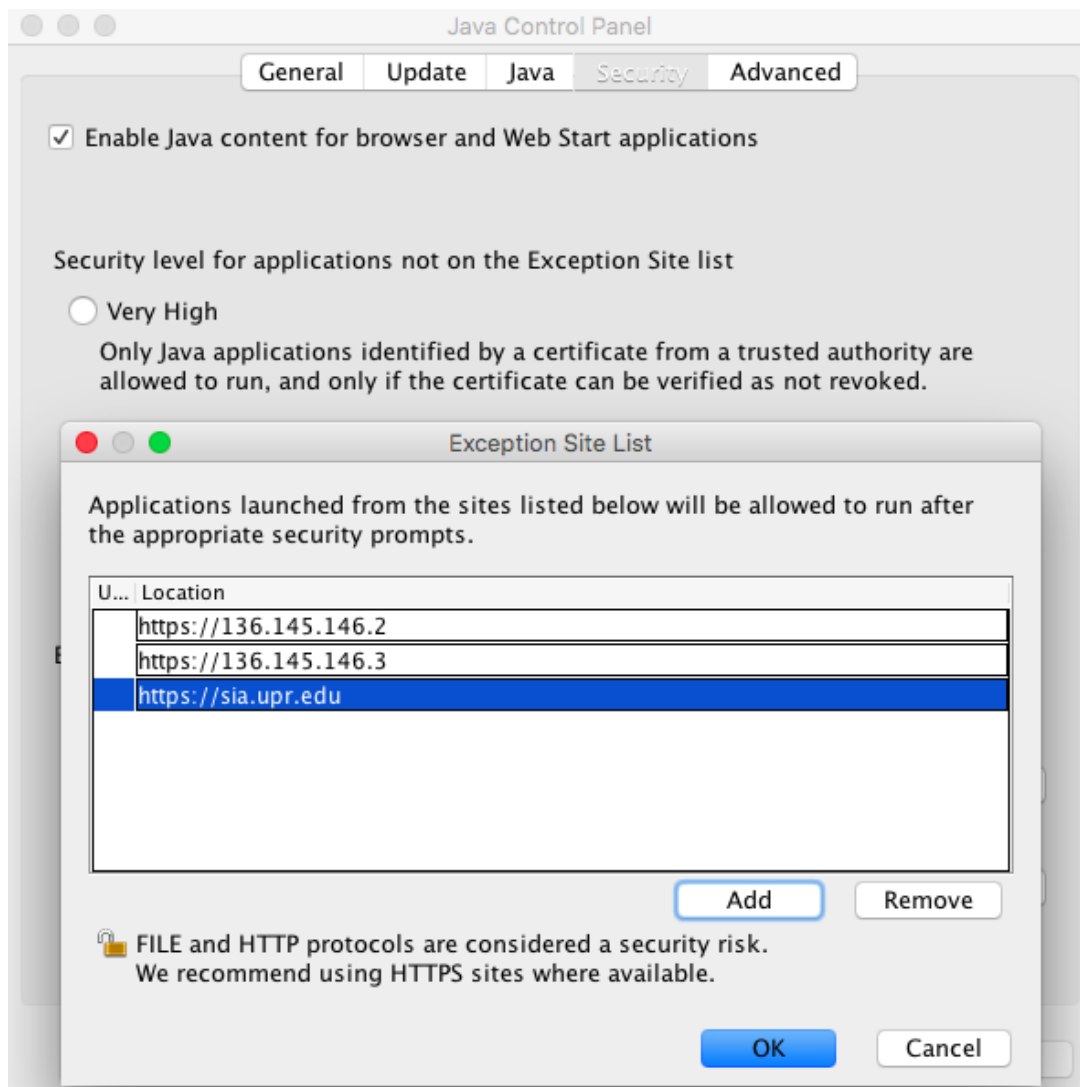 Java Control Panel
General Update Java Security Advanced
Enable Java content for browser and Web Start applications
Security level for applications not on the Exception Site list
Very High
Only Java applications identified by a certificate from a trusted authority are
allowed to run, and only if the certificate can be verified as not revoked.
Exception Site List
Applications launched from the sites listed below will be allowed to run after
the appropriate security prompts.
U... Location
https://136.145.146.2
https://136.145.146.3
https://sia.upr.edu
Add Remove
FILE and HTTP protocols are considered a security risk.
We recommend using HTTPS sites where available.
OK Cancel